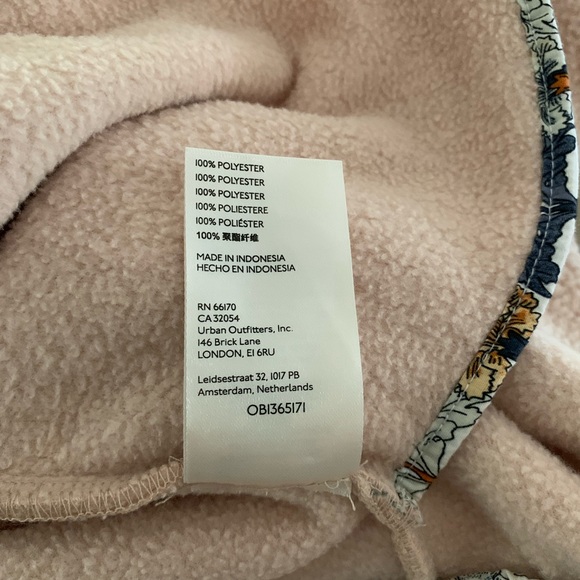 100% POLYESTER
100% POLYESTER
100% POLYESTER
100% POLIESTERE
100% POLIÉSTER
100% 聚酯纤维
MADE IN INDONESIA
HECHO EN INDONESIA
RN 66170
CA 32054
Urban Outfitters, Inc.
146 Brick Lane
LONDON, E1 6RU
Leidsestraat 32, 1017 PB
Amsterdam, Netherlands
OB1365171